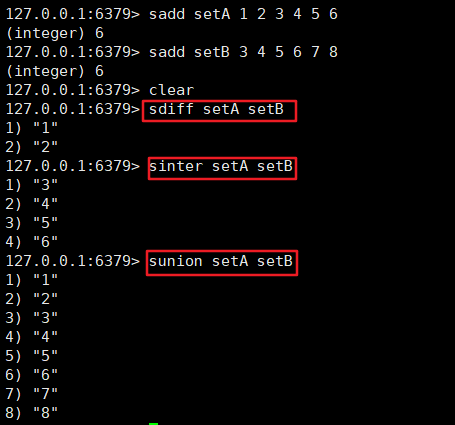 127.0.0.1:6379> sadd setA 1 2 3 4 5 6
(integer) 6
127.0.0.1:6379> sadd setB 3 4 5 6 7 8
(integer) 6
127.0.0.1:6379> clear
127.0.0.1:6379> sdiff setA setB
1) "1"
2) "2"
127.0.0.1:6379> sinter setA setB
1) "3"
2) "4"
3) "5"
4) "6"
127.0.0.1:6379> sunion setA setB
1) "1"
2) "2"
3) "3"
4) "4"
5) "5"
6) "6"
7) "7"
8) "8"